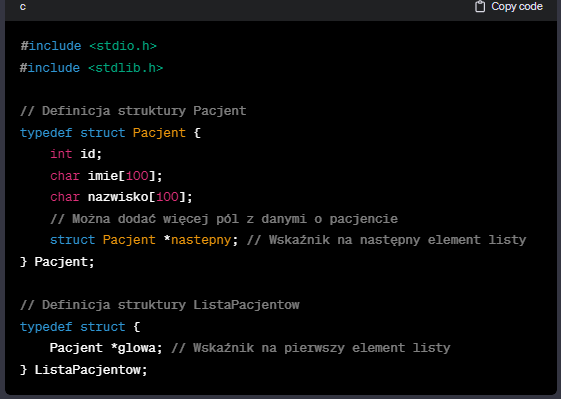 c
Copy code
#include <stdio.h>
#include <stdlib.h>
// Definicja struktury Pacjent
typedef struct Pacjent {
int id;
char imie[100];
char nazwisko[100];
// Można dodać więcej pól z danymi o pacjencie
struct Pacjent *nastepny; // Wskaźnik na następny element listy
} Pacjent;
// Definicja struktury ListaPacjentow
typedef struct {
Pacjent *glowa; // Wskaźnik na pierwszy element listy
} ListaPacjentow;